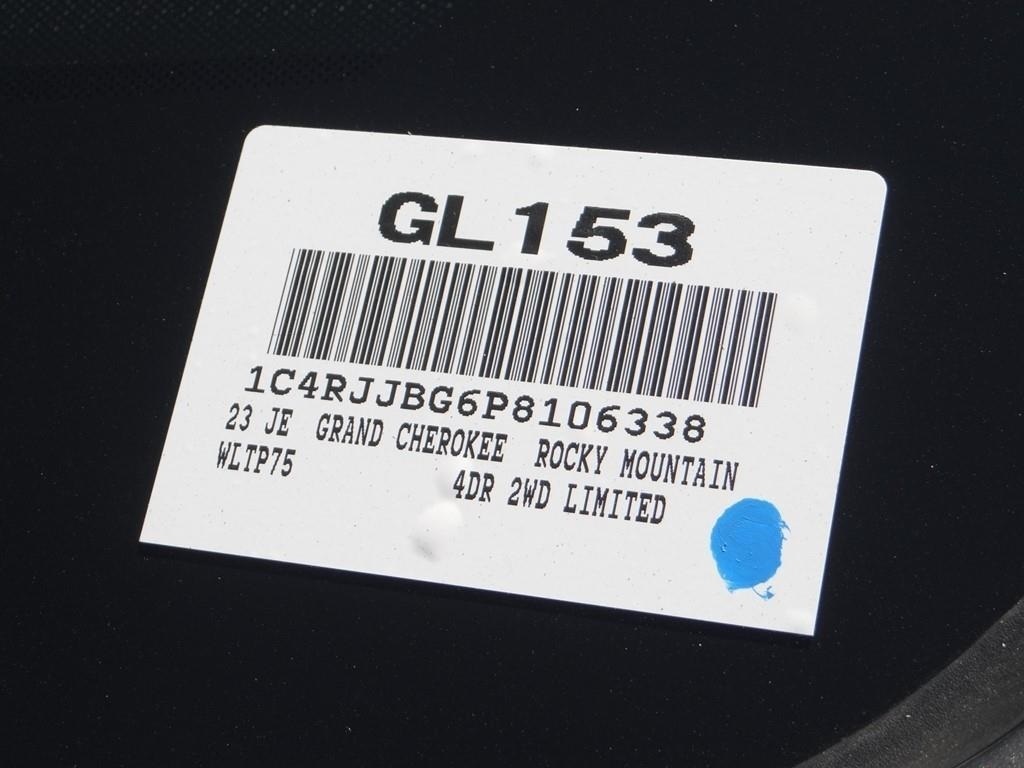 GL153
1C4RJJBG6P8106338
23 JE GRAND CHEROKEE ROCKY MOUNTAIN
WLTP75 4DR 2WD LIMITED